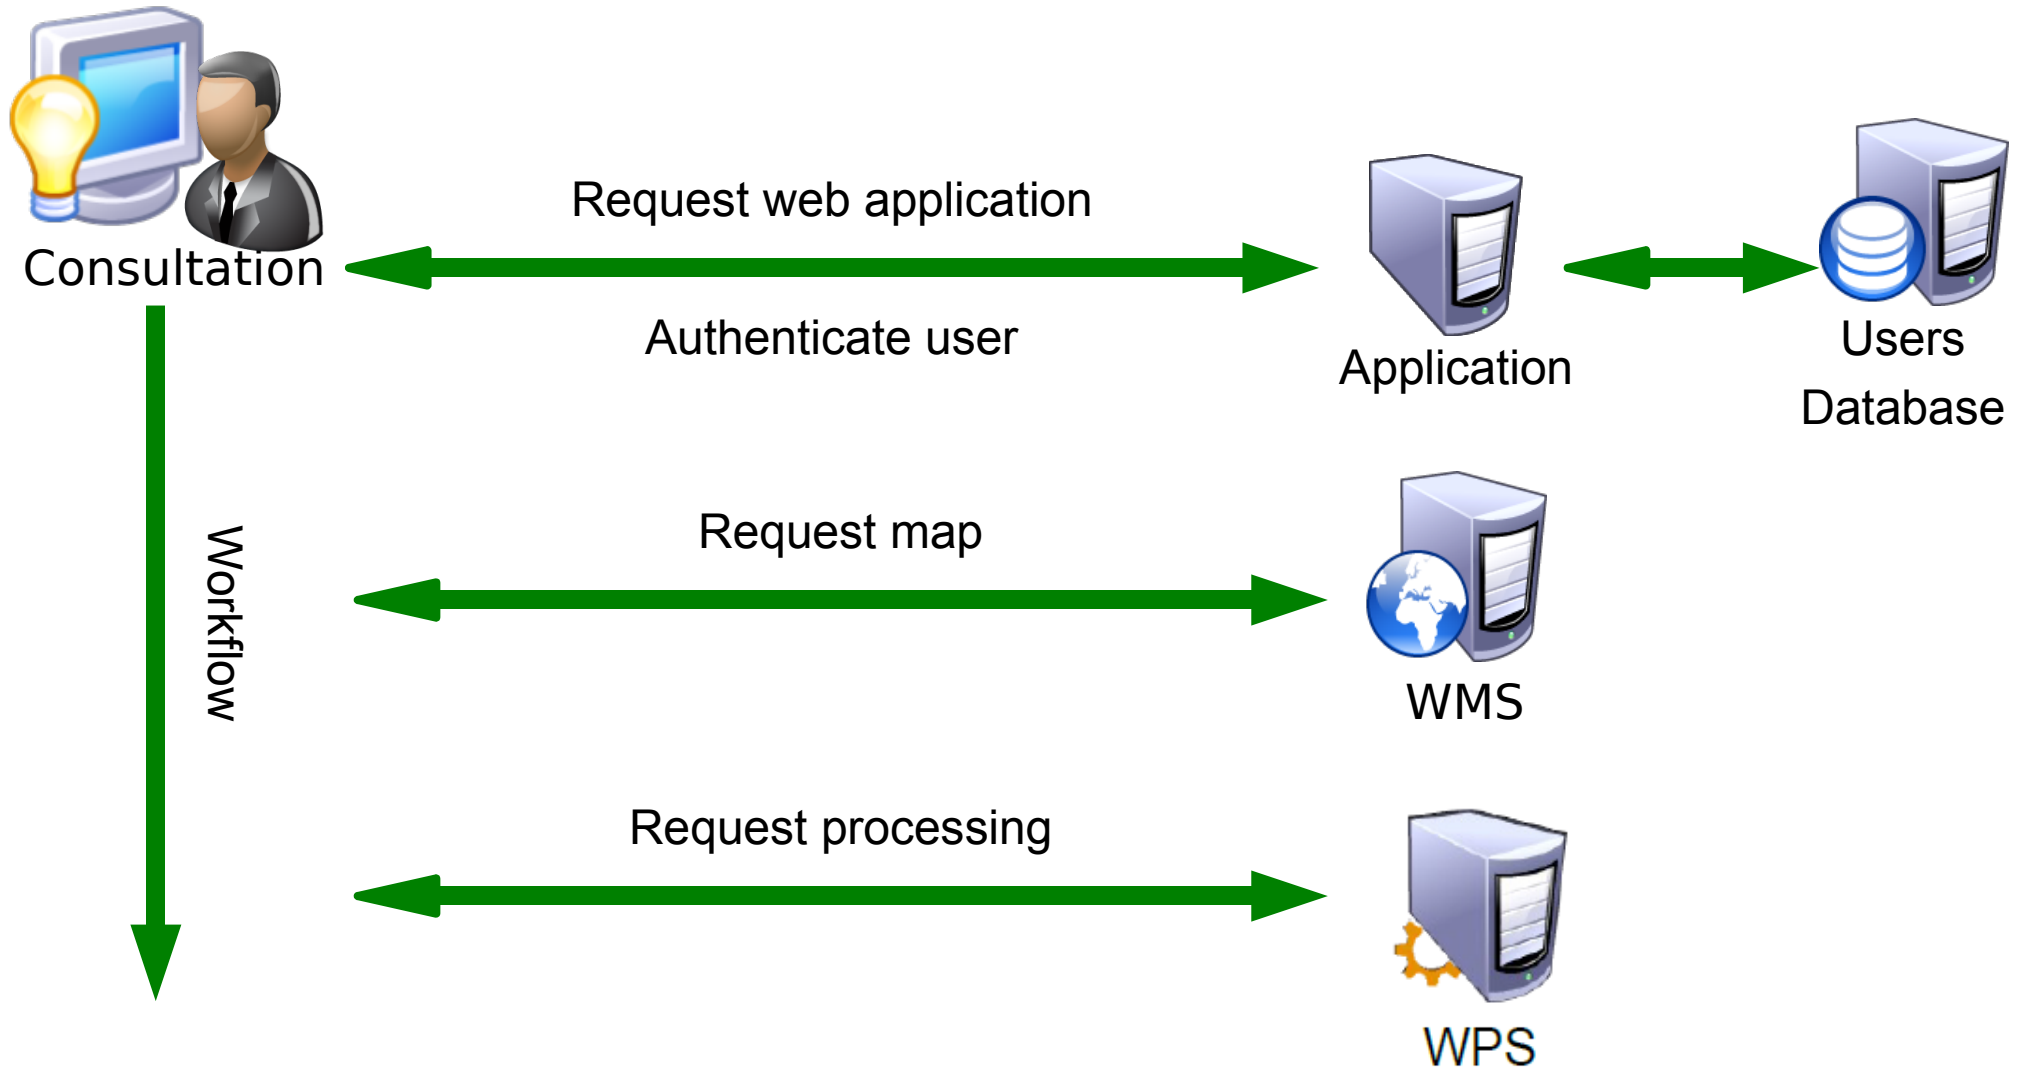 Consultation
Request web application
Authenticate user
Application
Users
Database
Workflow
Request map
WMS
Request processing
WPS